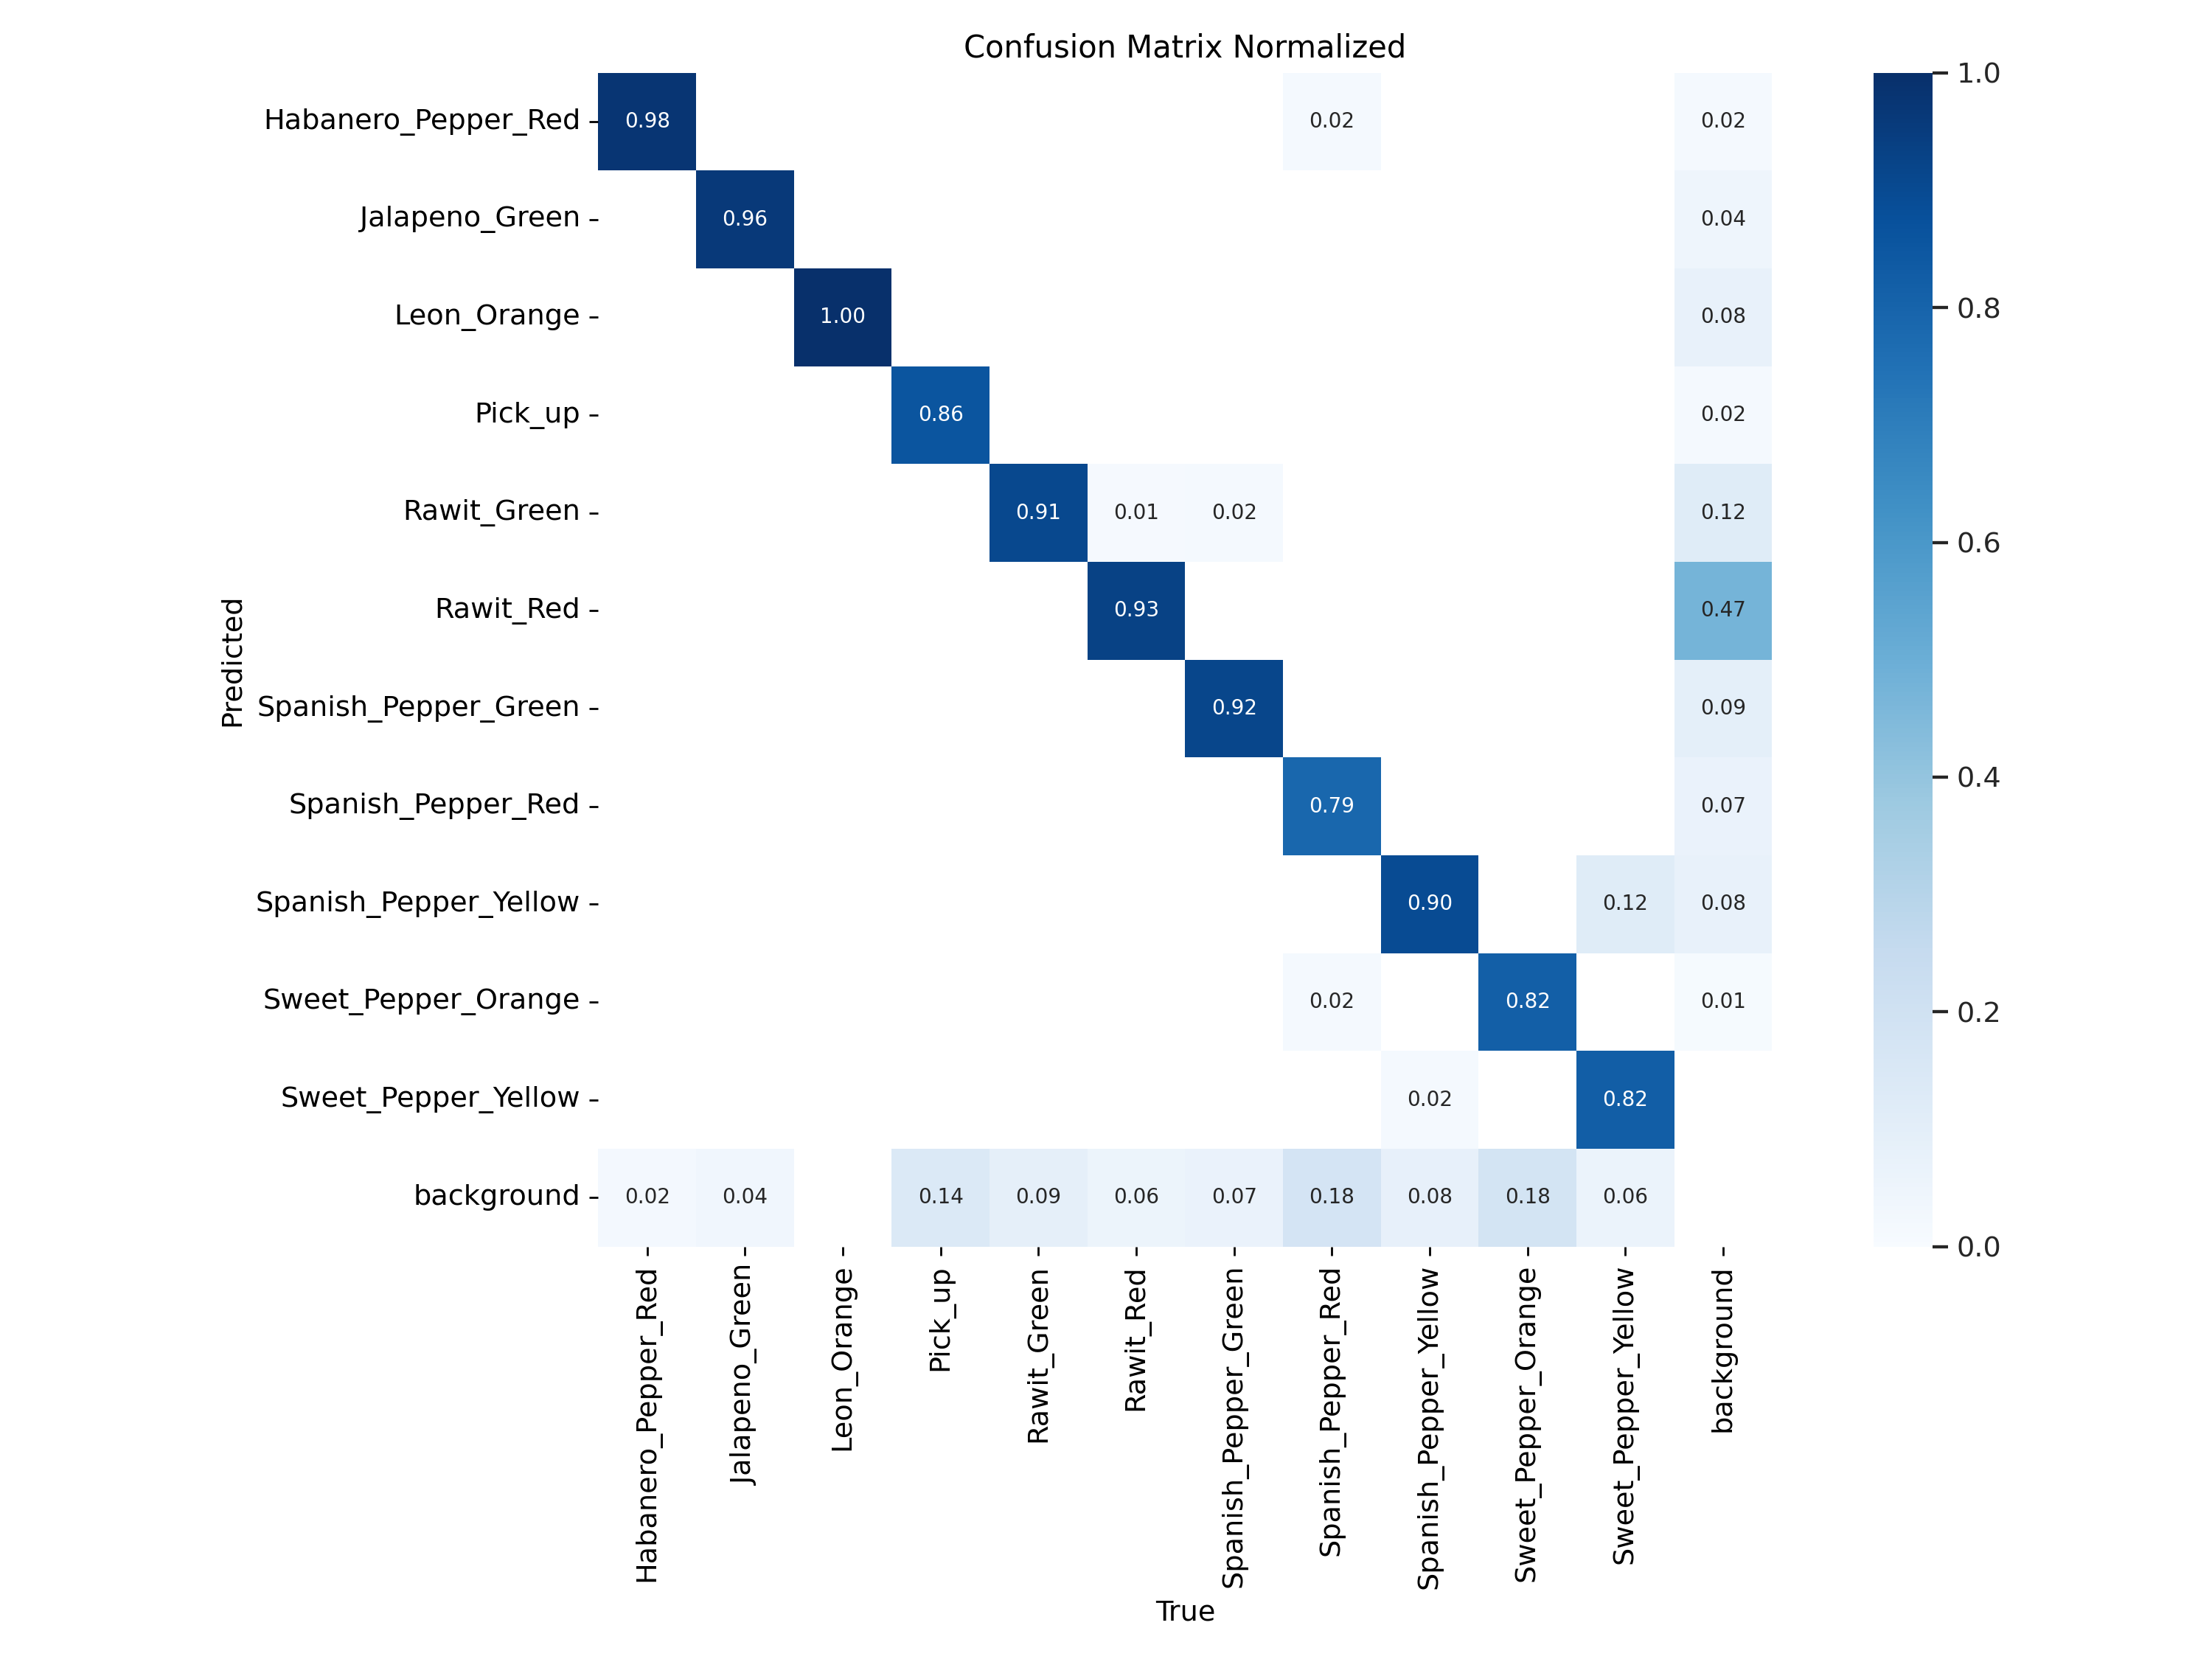 Confusion Matrix Normalized
Habanero_Pepper_Red 0.98 0.02 0.02
Jalapeno_Green 0.96 0.04
Leon_Orange 1.00 0.08
Pick_up 0.86 0.02
Rawit_Green 0.91 0.01 0.02 0.12
Rawit_Red 0.93 0.47
Spanish_Pepper_Green 0.92 0.09
Spanish_Pepper_Red 0.79 0.07
Spanish_Pepper_Yellow 0.90 0.12 0.08
Sweet_Pepper_Orange 0.02 0.82 0.01
Sweet_Pepper_Yellow 0.02 0.82
background 0.02 0.04 0.14 0.09 0.06 0.07 0.18 0.08 0.18 0.06
Predicted
Habanero_Pepper_Red
Jalapeno_Green
Leon_Orange
Pick_up
Rawit_Green
Rawit_Red
Spanish_Pepper_Green
Spanish_Pepper_Red
Spanish_Pepper_Yellow
Sweet_Pepper_Orange
Sweet_Pepper_Yellow
background
True
1.0
0.8
0.6
0.4
0.2
0.0